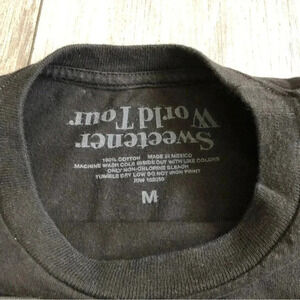 Sweetener
World Tour
100% COTTON MADE IN MEXICO
MACHINE WASH COLD INSIDE OUT WITH LIKE COLORS
ONLY NON-CHLORINE BLEACH
TUMBLE DRY LOW DO NOT IRON PRINT
M